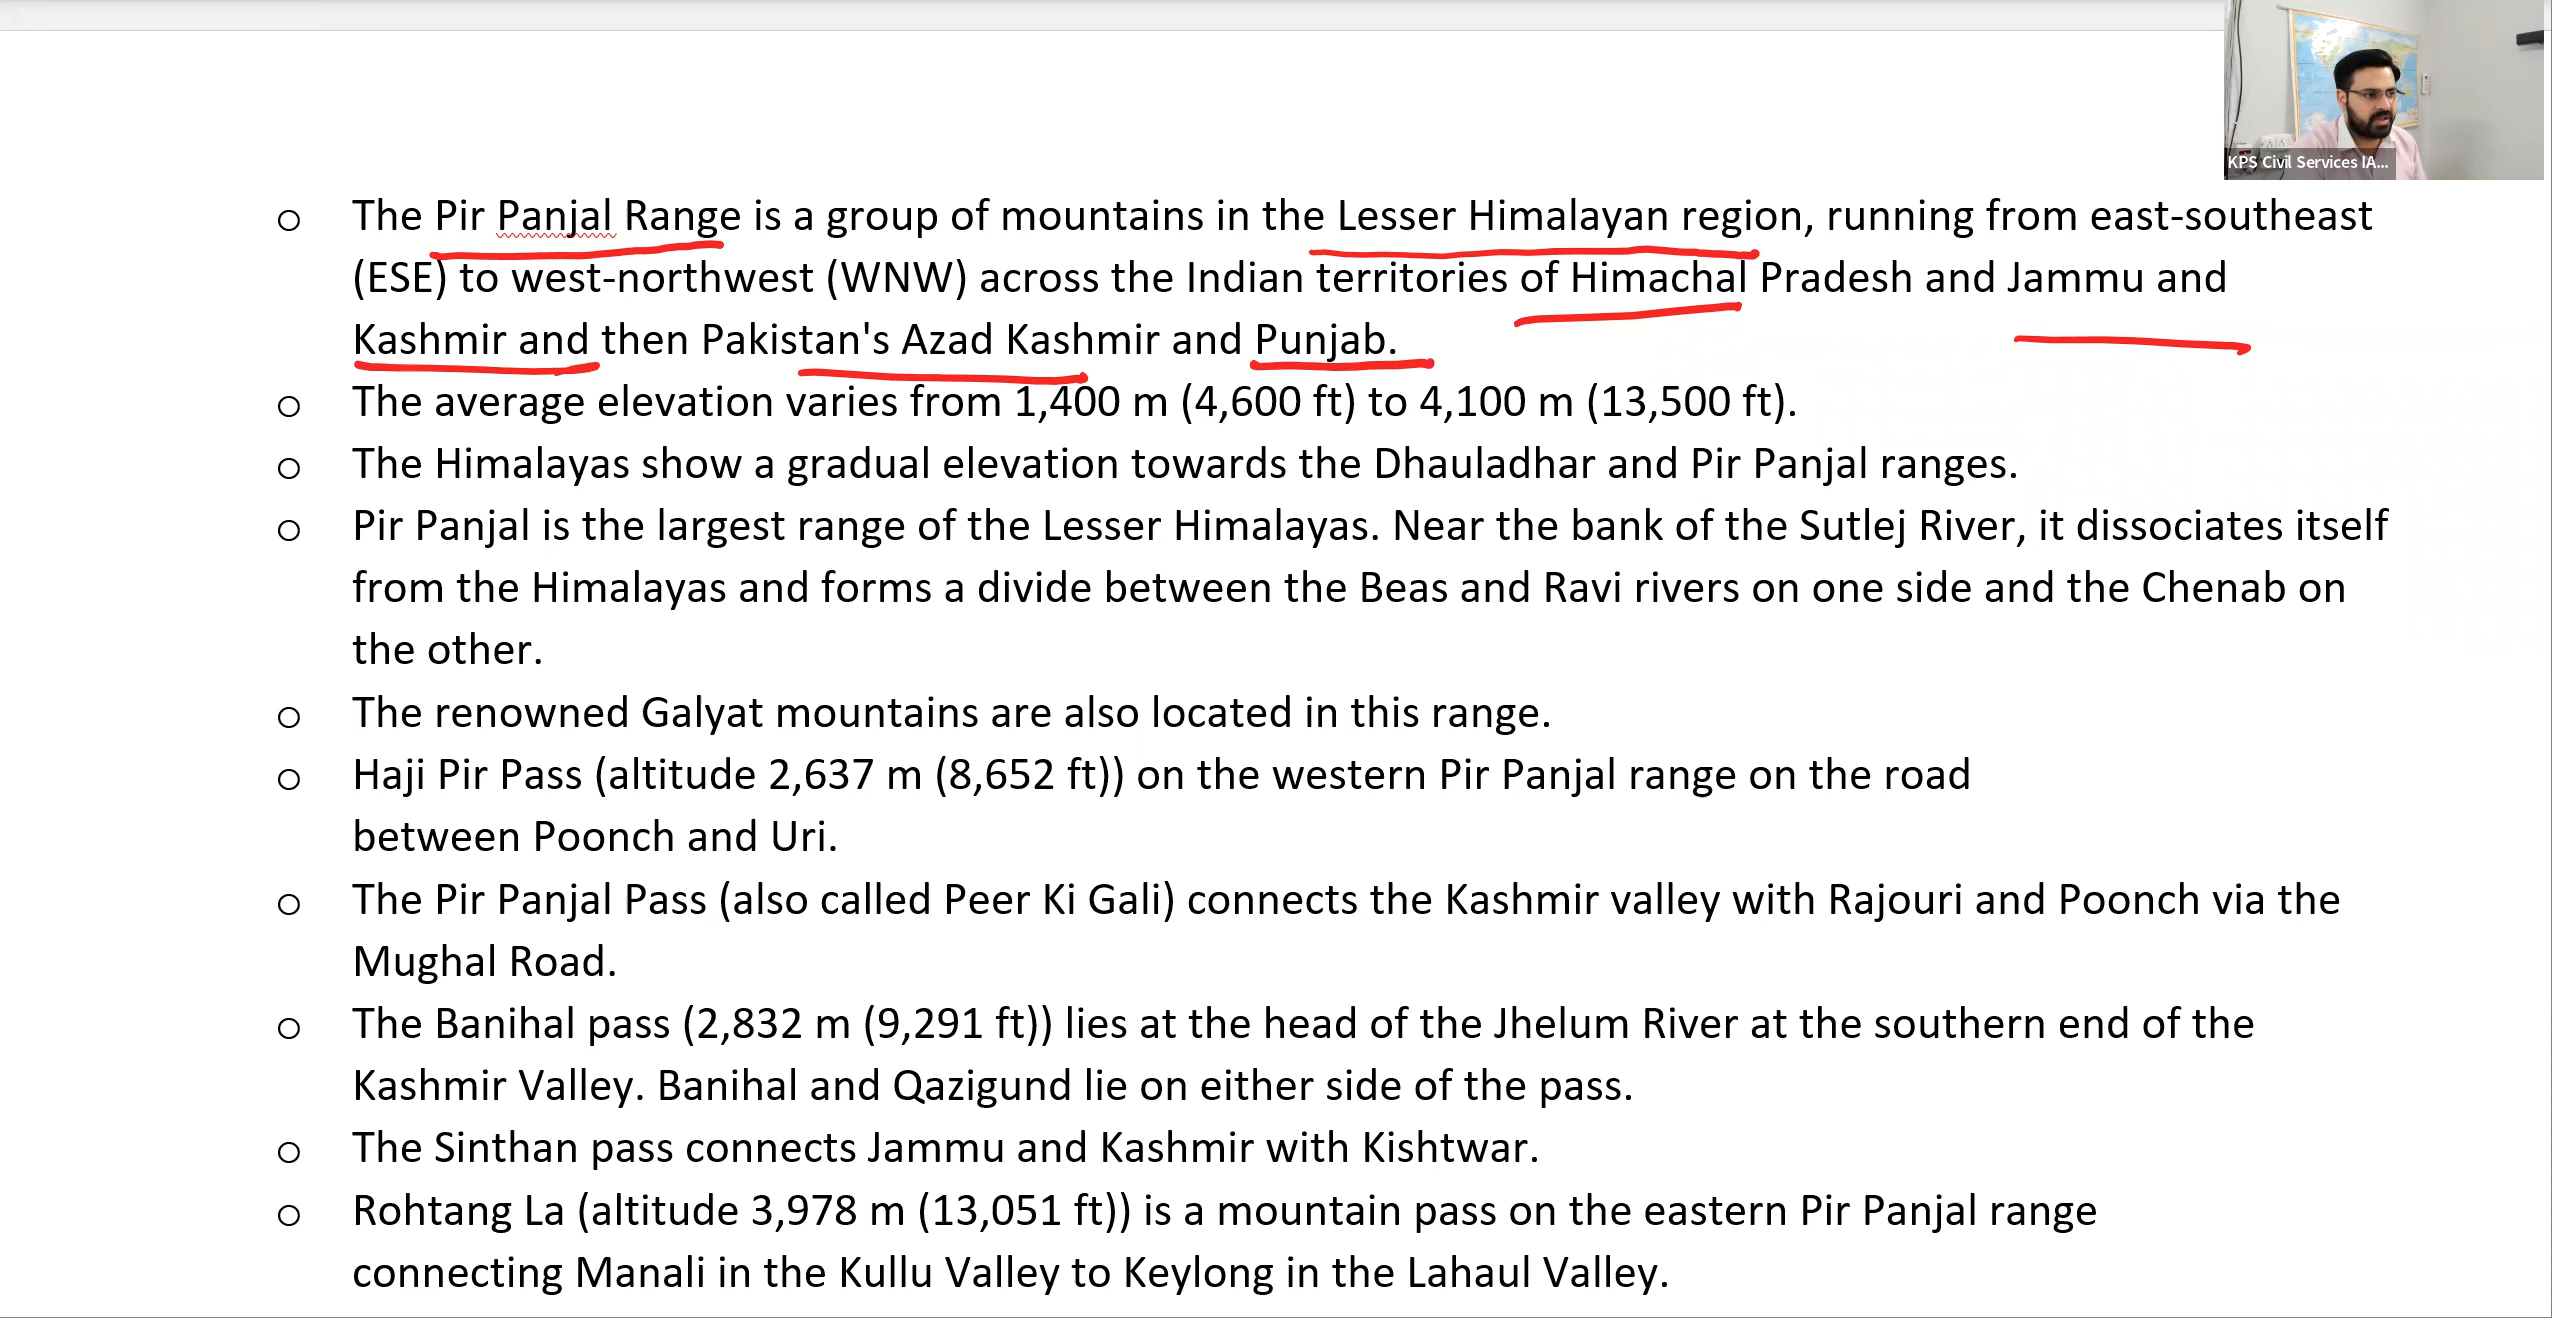 KPS Civil Services IA...
The Pir Panjal Range is a group of mountains in the Lesser Himalayan region, running from east-southeast
(ESE) to west-northwest (WNW) across the Indian territories of Himachal Pradesh and Jammu and
Kashmir and then Pakistan's Azad Kashmir and Punjab.
The average elevation varies from 1,400 m (4,600 ft) to 4,100 m (13,500 ft).
The Himalayas show a gradual elevation towards the Dhauladhar and Pir Panjal ranges.
Pir Panjal is the largest range of the Lesser Himalayas. Near the bank of the Sutlej River, it dissociates itself
from the Himalayas and forms a divide between the Beas and Ravi rivers on one side and the Chenab on
the other.
The renowned Galyat mountains are also located in this range.
Haji Pir Pass (altitude 2,637 m (8,652 ft)) on the western Pir Panjal range on the road
between Poonch and Uri.
The Pir Panjal Pass (also called Peer Ki Gali) connects the Kashmir valley with Rajouri and Poonch via the
Mughal Road.
The Banihal pass (2,832 m (9,291 ft)) lies at the head of the Jhelum River at the southern end of the
Kashmir Valley. Banihal and Qazigund lie on either side of the pass.
The Sinthan pass connects Jammu and Kashmir with Kishtwar.
Rohtang La (altitude 3,978 m (13,051 ft)) is a mountain pass on the eastern Pir Panjal range
connecting Manali in the Kullu Valley to Keylong in the Lahaul Valley.